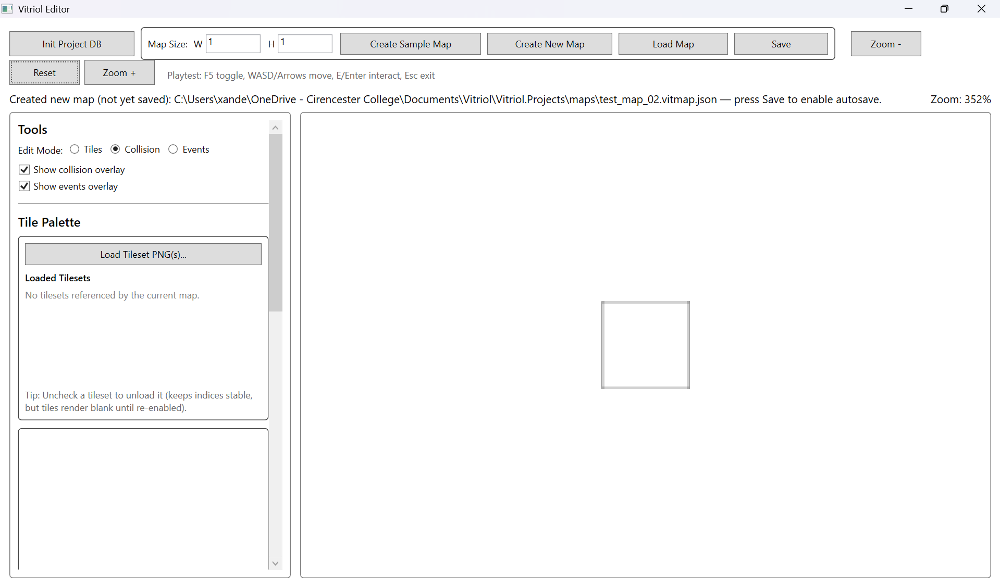 Vitriol Editor
Init Project DB
Map Size: W 1 H 1 Create Sample Map Create New Map Load Map Save
Zoom -
Reset Zoom + Playtest: F5 toggle, WASD/Arrows move, E/Enter interact, Esc exit
Created new map (not yet saved): C:\Users\xande\OneDrive - Cirencester College\Documents\Vitriol\Vitriol.Projects\maps\test_map_02.vitmap.json — press Save to enable autosave. Zoom: 352%
Tools
Edit Mode: Tiles Collision Events
Show collision overlay
Show events overlay
Tile Palette
Load Tileset PNG(s)...
Loaded Tilesets
No tilesets referenced by the current map.
Tip: Uncheck a tileset to unload it (keeps indices stable,
but tiles render blank until re-enabled).